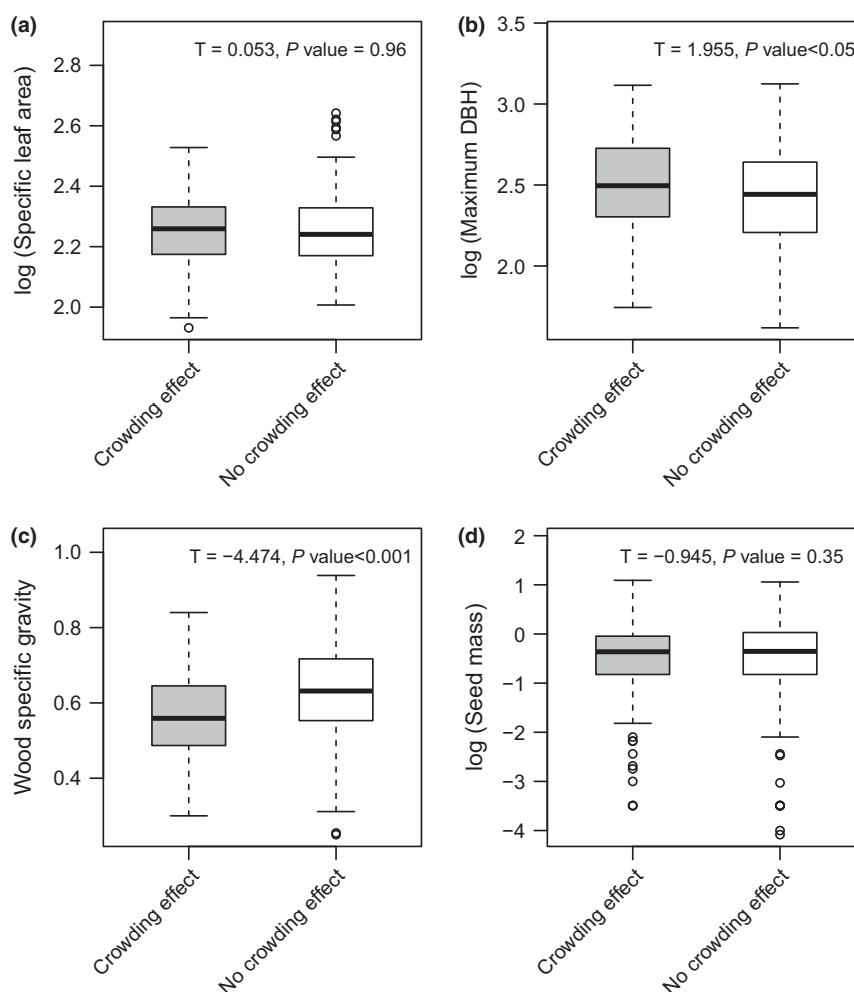 (a)
T = 0.053, P value = 0.96
log (Specific leaf area)
2.8
2.6
2.4
2.2
2.0
Crowding effect
No crowding effect
(b)
T = 1.955, P value<0.05
log (Maximum DBH)
3.5
3.0
2.5
2.0
Crowding effect
No crowding effect
(c)
T = −4.474, P value<0.001
Wood specific gravity
1.0
0.8
0.6
0.4
Crowding effect
No crowding effect
(d)
T = −0.945, P value = 0.35
log (Seed mass)
2
1
0
−1
−2
−3
−4
Crowding effect
No crowding effect